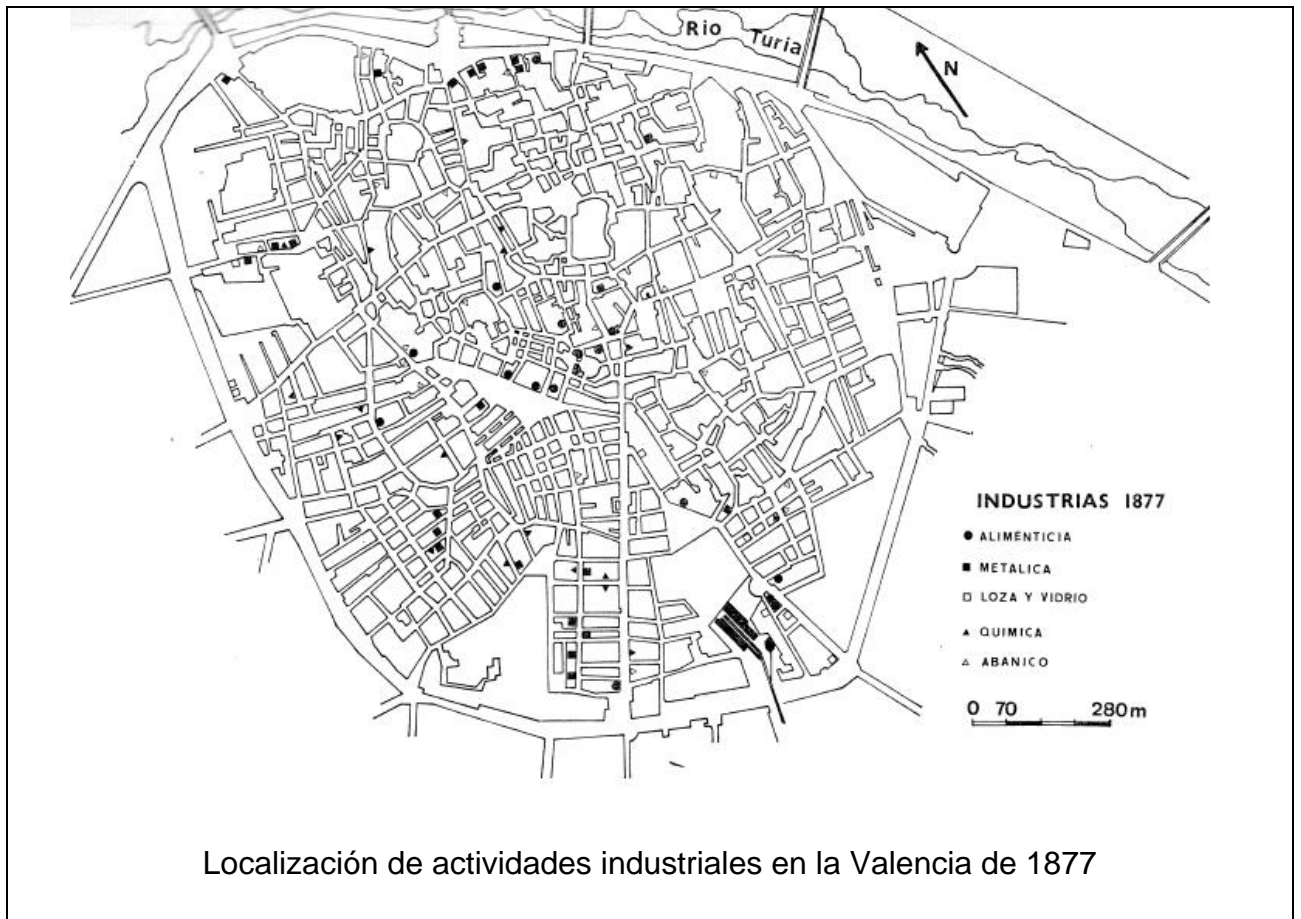 Rio Turia
N
INDUSTRIAS 1877
ALIMENTICIA
METALICA
LOZA Y VIDRIO
QUIMICA
ABANICO
0 70 280m
Localización de actividades industriales en la Valencia de 1877